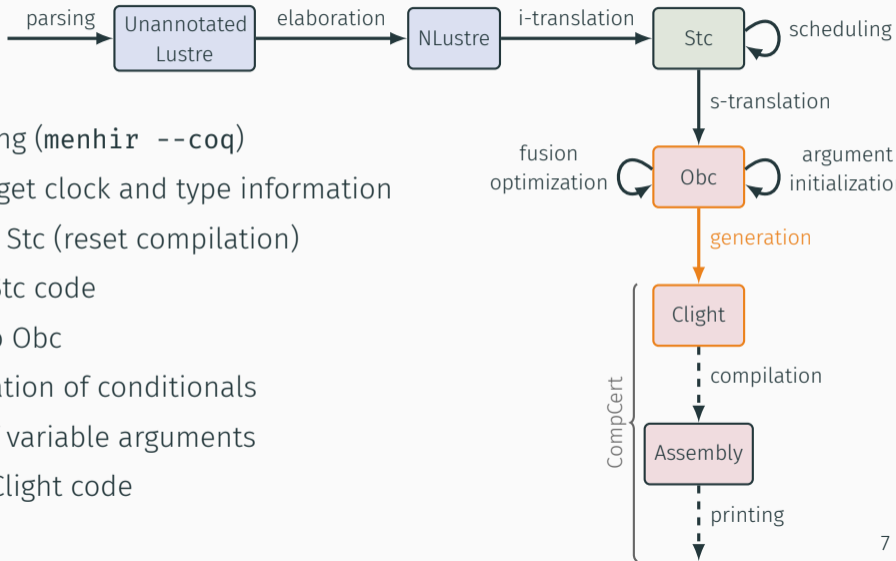 parsing
Unannotated
Lustre
elaboration
NLustre
i-translation
Stc
scheduling
s-translation
ng (menhir --coq)
get clock and type information
Stc (reset compilation)
Stc code
o Obc
ation of conditionals
variable arguments
Clight code
fusion
optimization
Obc
argument
initializatio
generation
Clight
compilation
CompCert
Assembly
printing
7